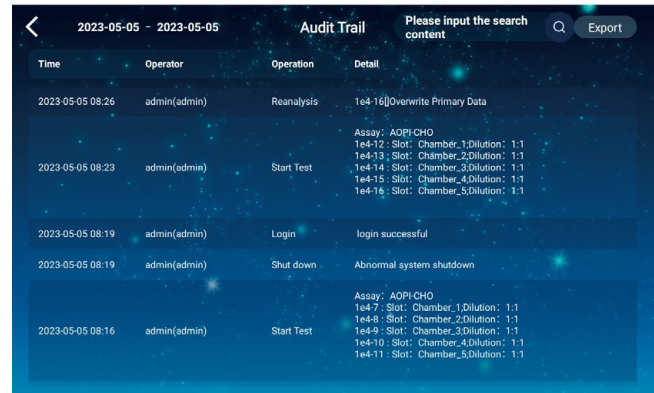 2023-05-05 - 2023-05-05 Audit Trail Please input the search content Export
Time Operator Operation Detail
2023-05-05 08:26 admin(admin) Reanalysis 1e4-16[]Overwrite Primary Data
2023-05-05 08:23 admin(admin) Start Test
Assay: AOPI-CHO
1e4-12 : Slot: Chamber_1;Dilution: 1:1
1e4-13 : Slot: Chamber_2;Dilution: 1:1
1e4-14 : Slot: Chamber_3;Dilution: 1:1
1e4-15 : Slot: Chamber_4;Dilution: 1:1
1e4-16 : Slot: Chamber_5;Dilution: 1:1
2023-05-05 08:19 admin(admin) Login login successful
2023-05-05 08:19 admin(admin) Shut down Abnormal system shutdown
2023-05-05 08:16 admin(admin) Start Test
Assay: AOPI-CHO
1e4-7 : Slot: Chamber_1;Dilution: 1:1
1e4-8 : Slot: Chamber_2;Dilution: 1:1
1e4-9 : Slot: Chamber_3;Dilution: 1:1
1e4-10 : Slot: Chamber_4;Dilution: 1:1
1e4-11 : Slot: Chamber_5;Dilution: 1:1